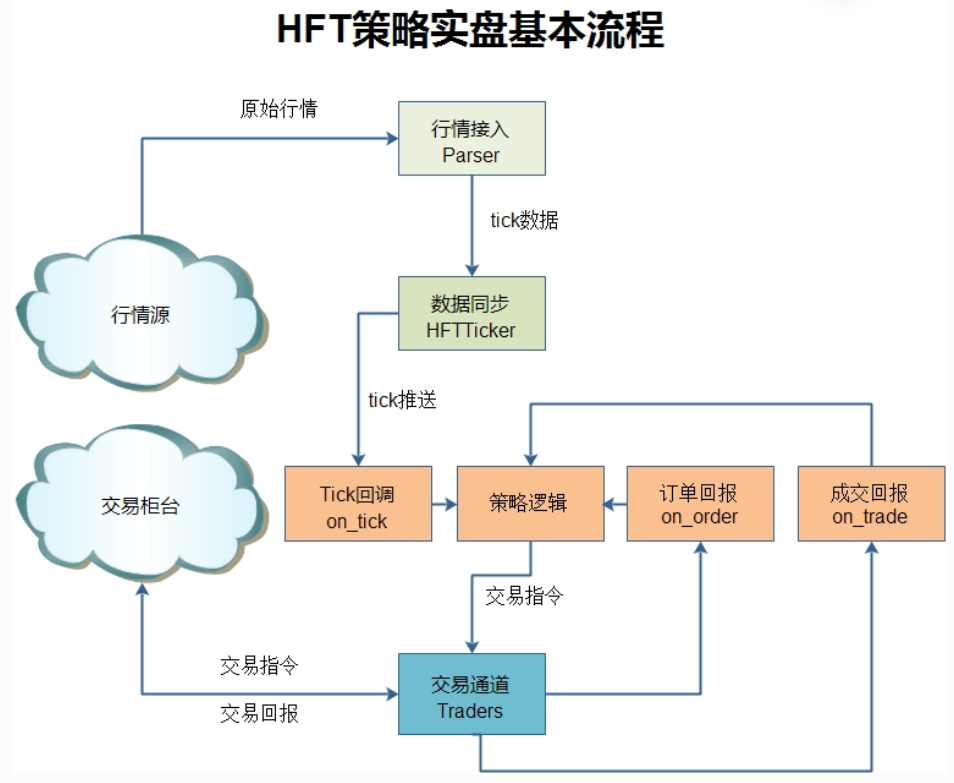 HFT策略实盘基本流程
原始行情
行情接入
Parser
tick数据
行情源
数据同步
HFTTicker
tick推送
交易柜台
Tick回调
on_tick
策略逻辑
订单回报
on_order
成交回报
on_trade
交易指令
交易指令
交易回报
交易通道
Traders